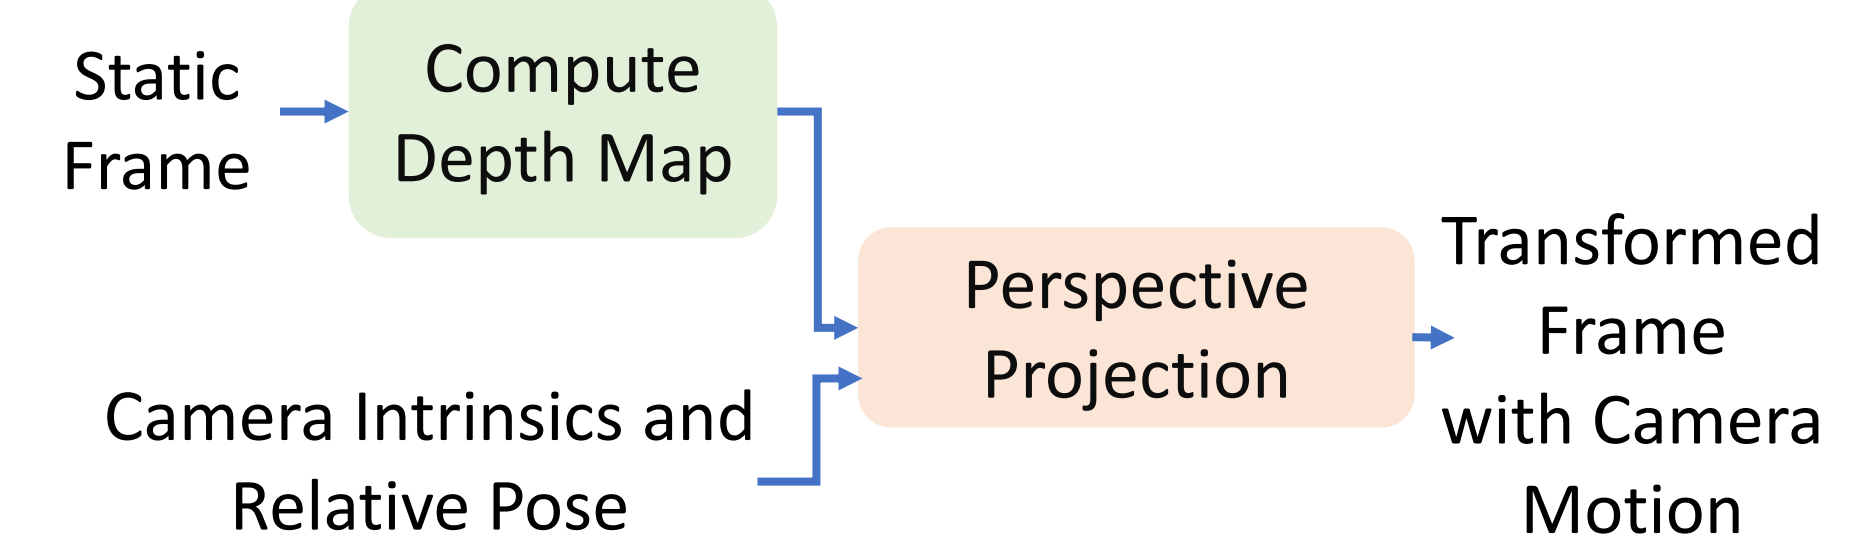 Static
Frame
Compute
Depth Map
Camera Intrinsics and
Relative Pose
Perspective
Projection
Transformed
Frame
with Camera
Motion